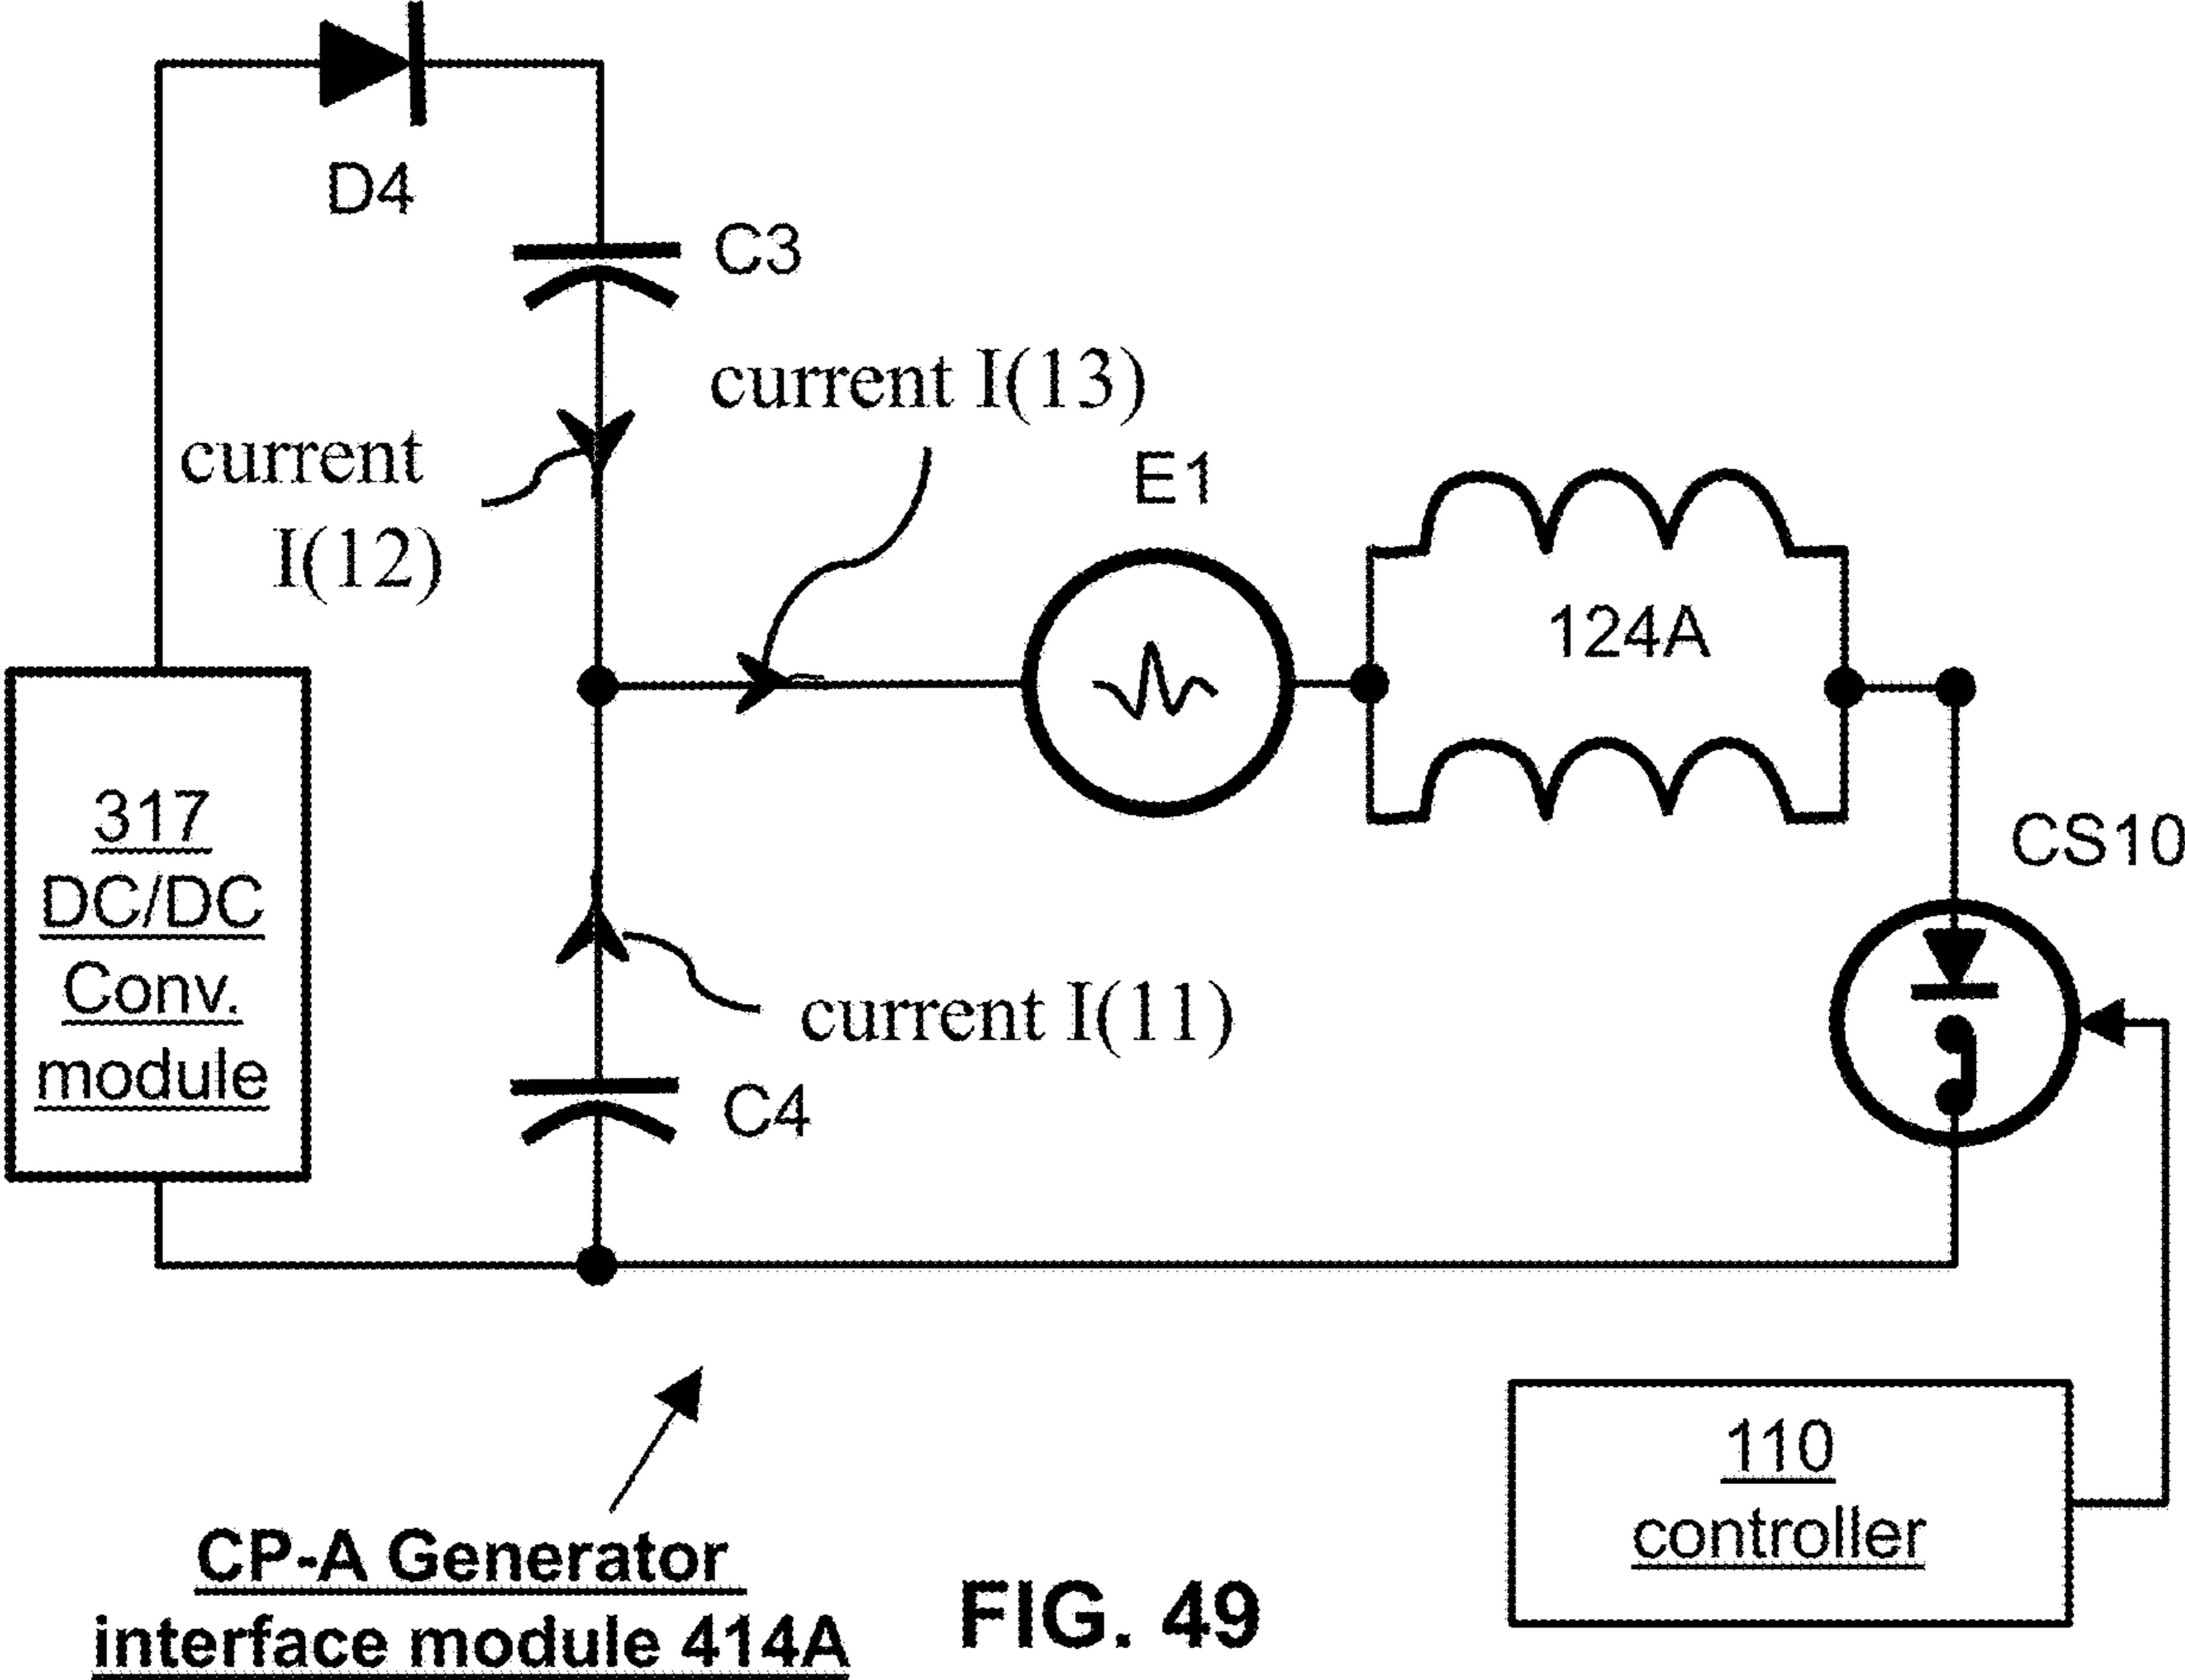 D4
C3
current I(13)
current
I(12)
E1
124A
317
DC/DC
Conv.
module
CS10
current I(11)
C4
110
controller
CP-A Generator
interface module 414A
FIG. 49